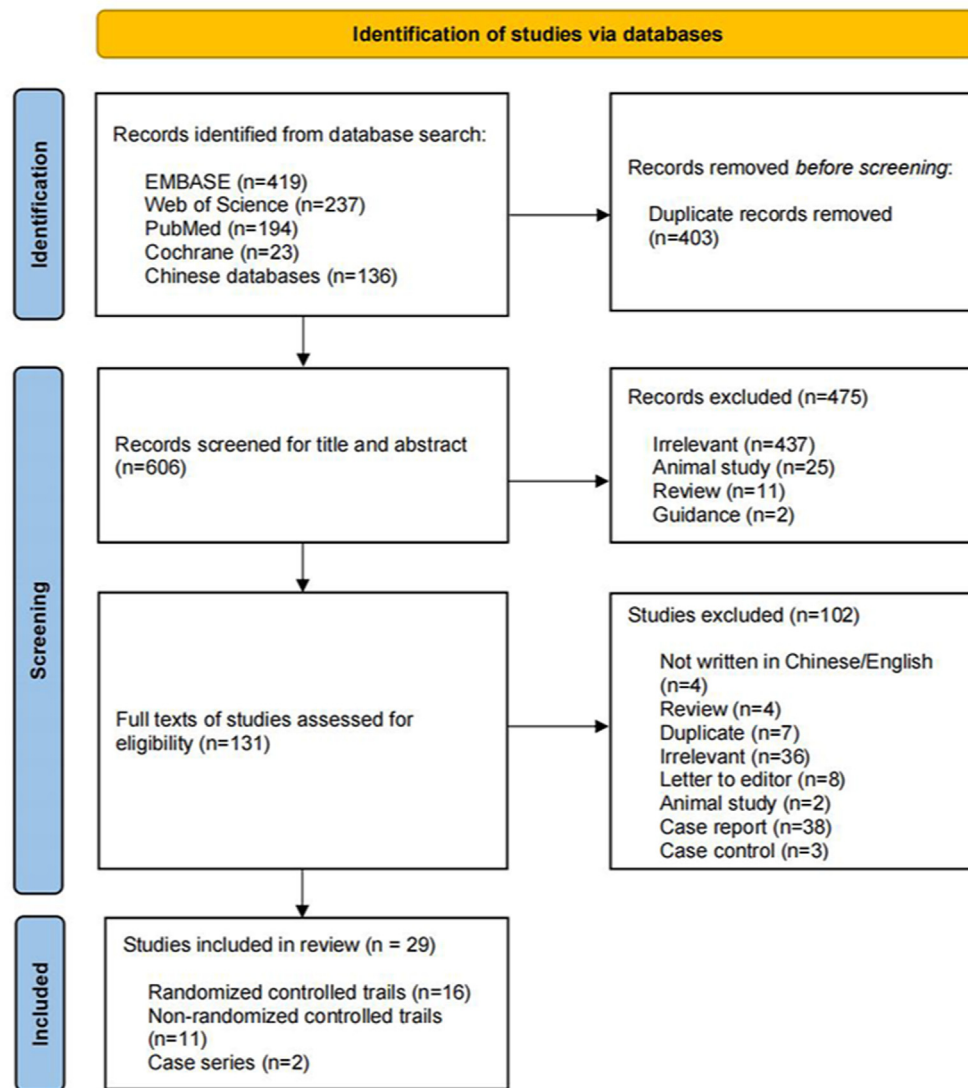 Identification of studies via databases
Identification
Records identified from database search:
EMBASE (n=419)
Web of Science (n=237)
PubMed (n=194)
Cochrane (n=23)
Chinese databases (n=136)
Records removed before screening:
Duplicate records removed
(n=403)
Screening
Records screened for title and abstract
(n=606)
Records excluded (n=475)
Irrelevant (n=437)
Animal study (n=25)
Review (n=11)
Guidance (n=2)
Full texts of studies assessed for
eligibility (n=131)
Studies excluded (n=102)
Not written in Chinese/English
(n=4)
Review (n=4)
Duplicate (n=7)
Irrelevant (n=36)
Letter to editor (n=8)
Animal study (n=2)
Case report (n=38)
Case control (n=3)
Included
Studies included in review (n = 29)
Randomized controlled trails (n=16)
Non-randomized controlled trails
(n=11)
Case series (n=2)